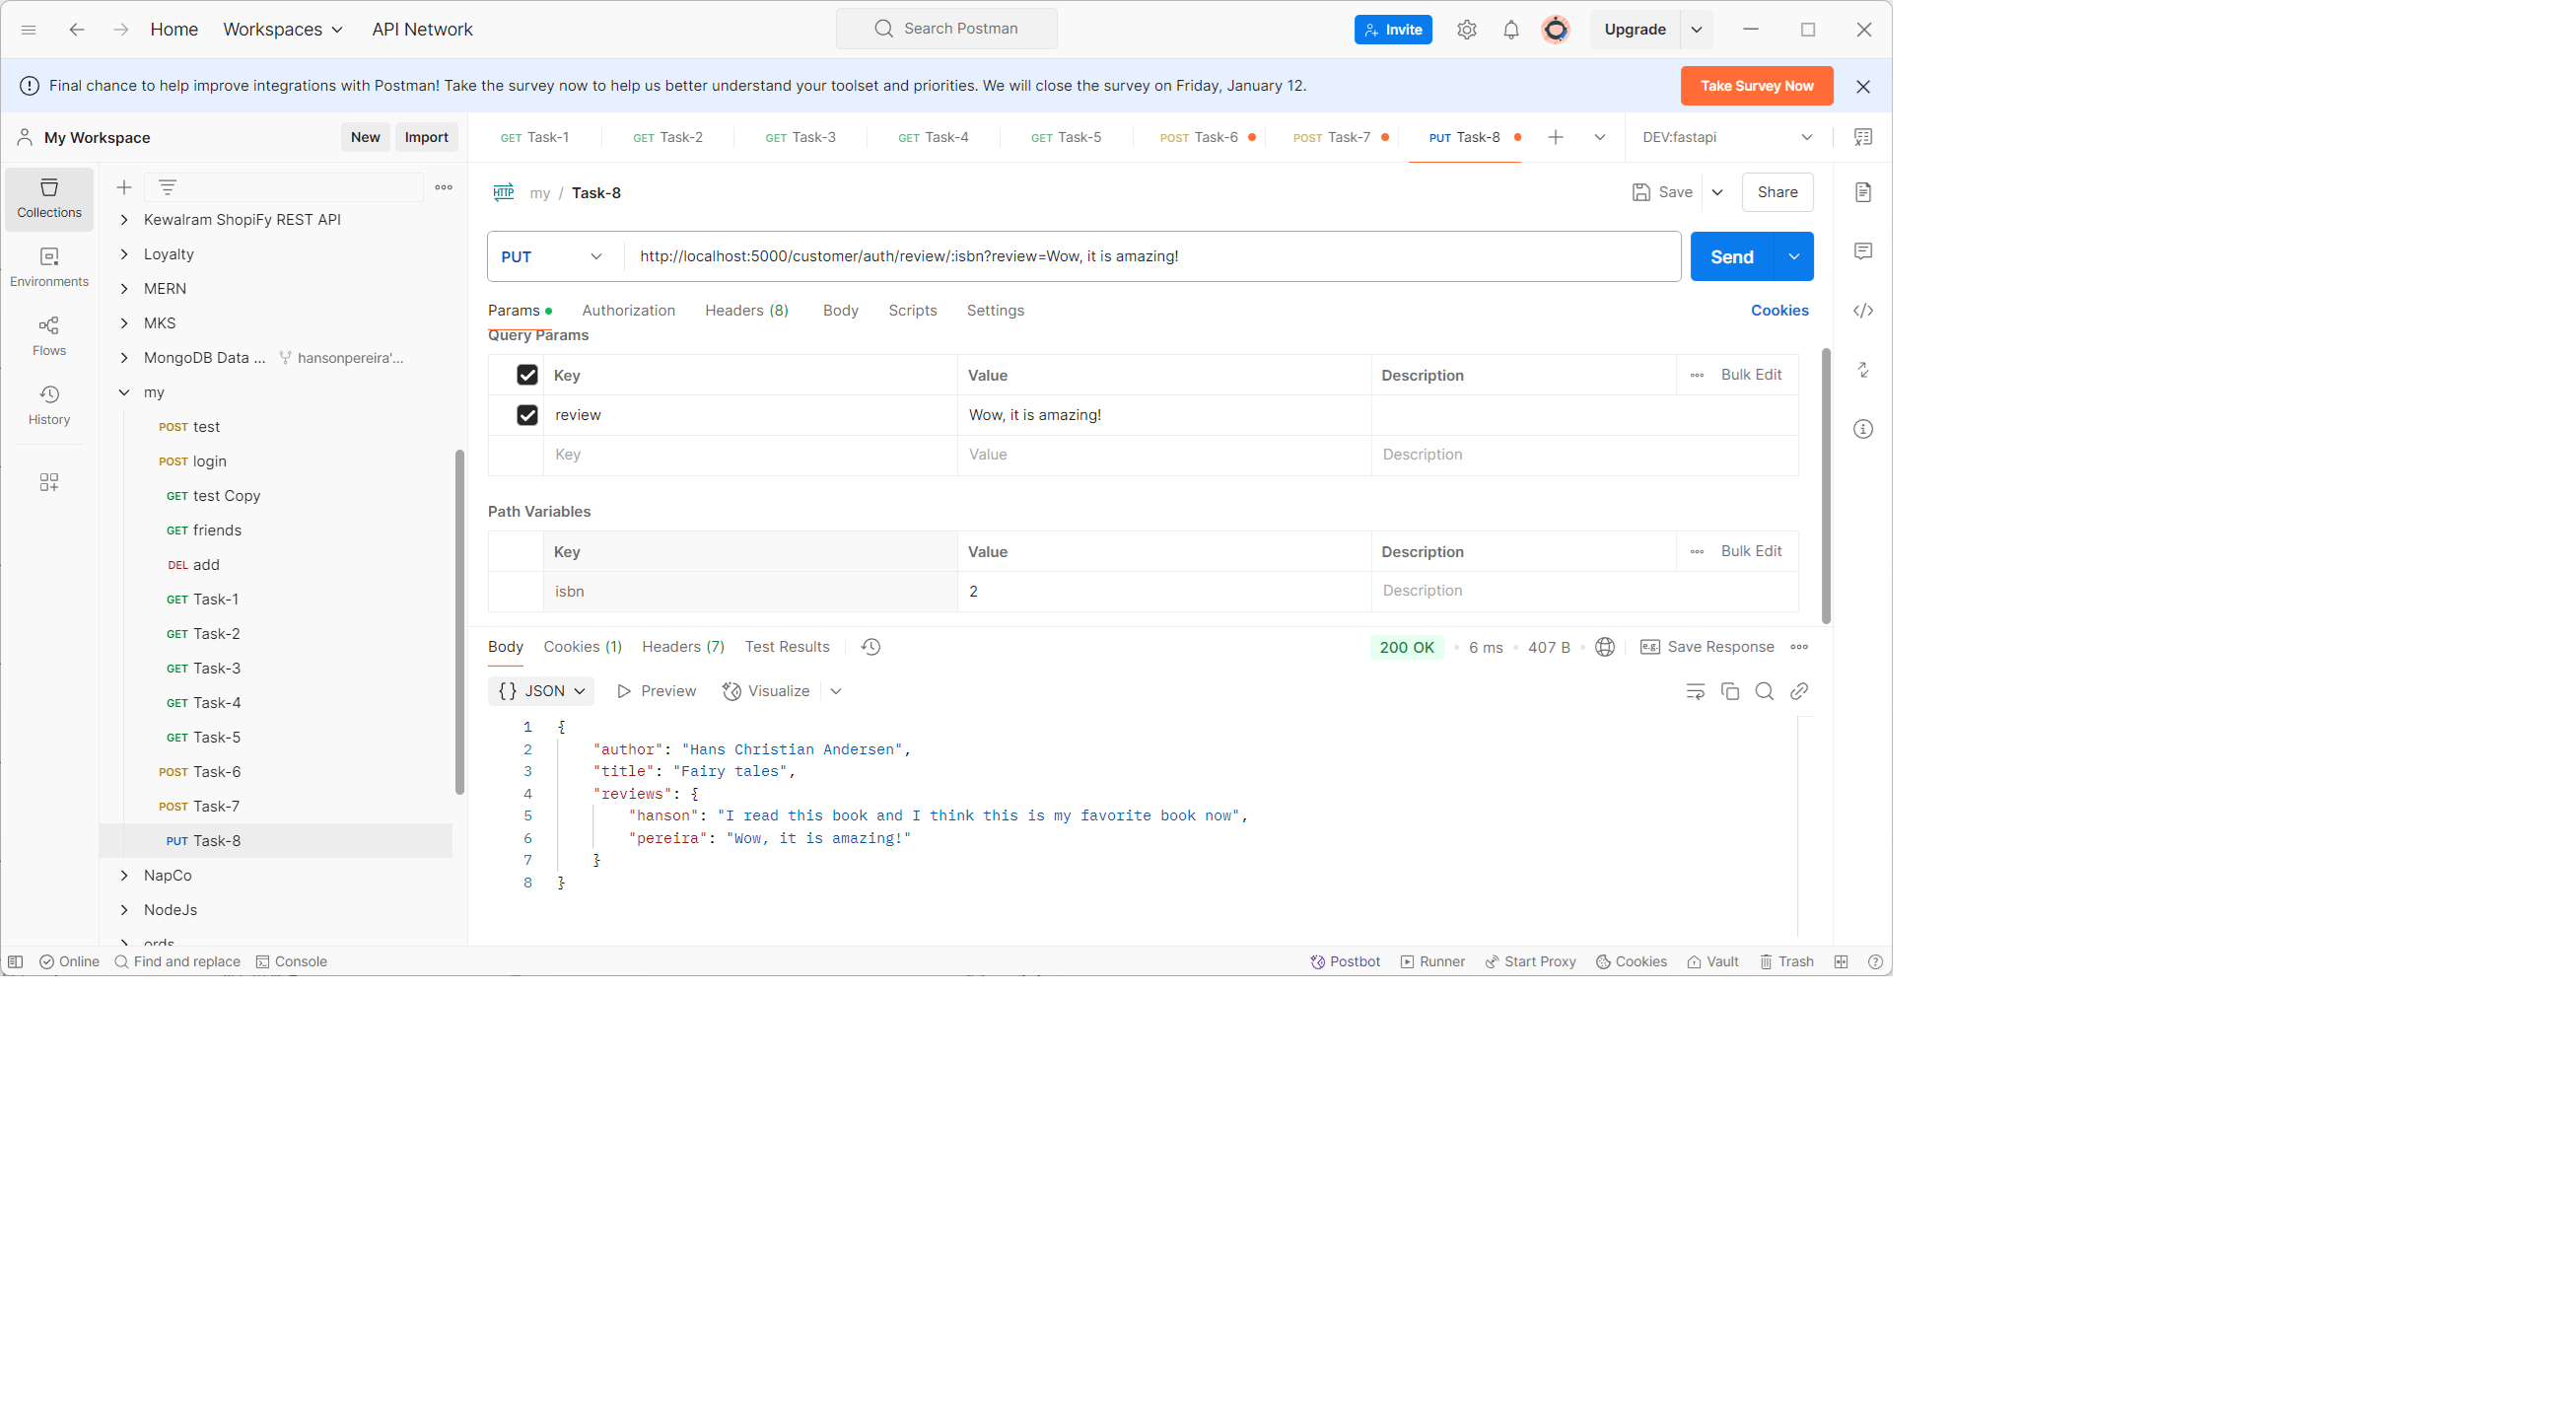 Home Workspaces API Network Search Postman Invite Upgrade
Final chance to help improve integrations with Postman! Take the survey now to help us better understand your toolset and priorities. We will close the survey on Friday, January 12. Take Survey Now
My Workspace New Import GET Task-1 GET Task-2 GET Task-3 GET Task-4 GET Task-5 POST Task-6 POST Task-7 PUT Task-8 DEV:fastapi
Collections
Environments
Flows
History
Kewalram ShopiFy REST API
Loyalty
MERN
MKS
MongoDB Data ... hansonpereira'...
my
POST test
POST login
GET test Copy
GET friends
DEL add
GET Task-1
GET Task-2
GET Task-3
GET Task-4
GET Task-5
POST Task-6
POST Task-7
PUT Task-8
NapCo
NodeJs
ords
HTTP my / Task-8 Save Share
PUT http://localhost:5000/customer/auth/review/:isbn?review=Wow, it is amazing! Send
Params Authorization Headers (8) Body Scripts Settings Cookies
Query Params
Key Value Description Bulk Edit
review Wow, it is amazing!
Key Value Description
Path Variables
Key Value Description Bulk Edit
isbn 2 Description
Body Cookies (1) Headers (7) Test Results 200 OK 6 ms 407 B e.g. Save Response
{} JSON Preview Visualize
1 {
2 "author": "Hans Christian Andersen",
3 "title": "Fairy tales",
4 "reviews": {
5 "hanson": "I read this book and I think this is my favorite book now",
6 "pereira": "Wow, it is amazing!"
7 }
8 }
Online Find and replace Console Postbot Runner Start Proxy Cookies Vault Trash